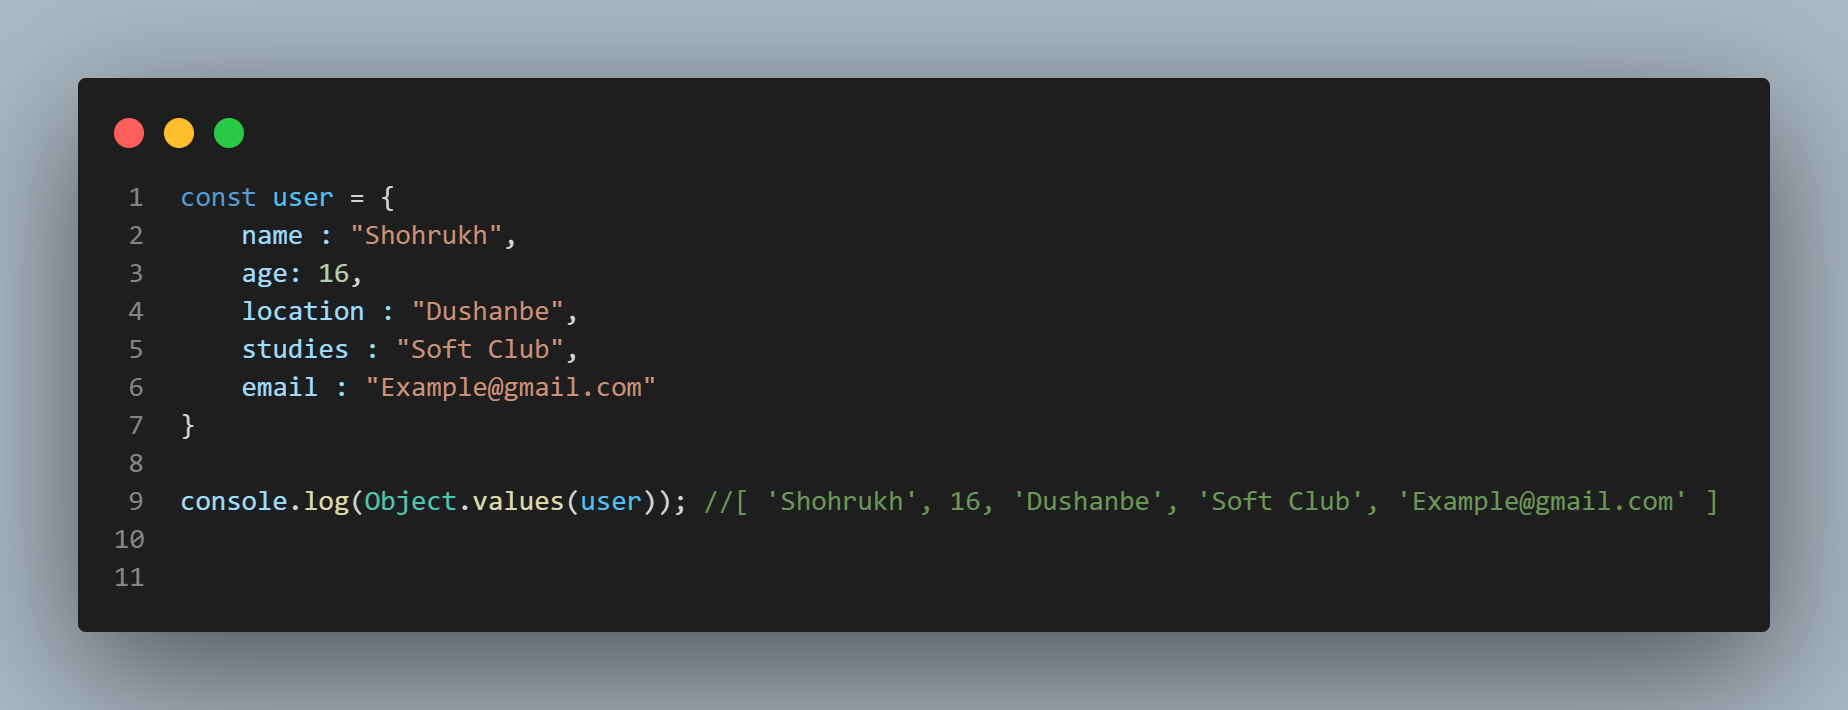 1 const user = {
2     name : "Shohrukh",
3     age: 16,
4     location : "Dushanbe",
5     studies : "Soft Club",
6     email : "Example@gmail.com"
7 }
8
9 console.log(Object.values(user)); //[ 'Shohrukh', 16, 'Dushanbe', 'Soft Club', 'Example@gmail.com' ]
10
11